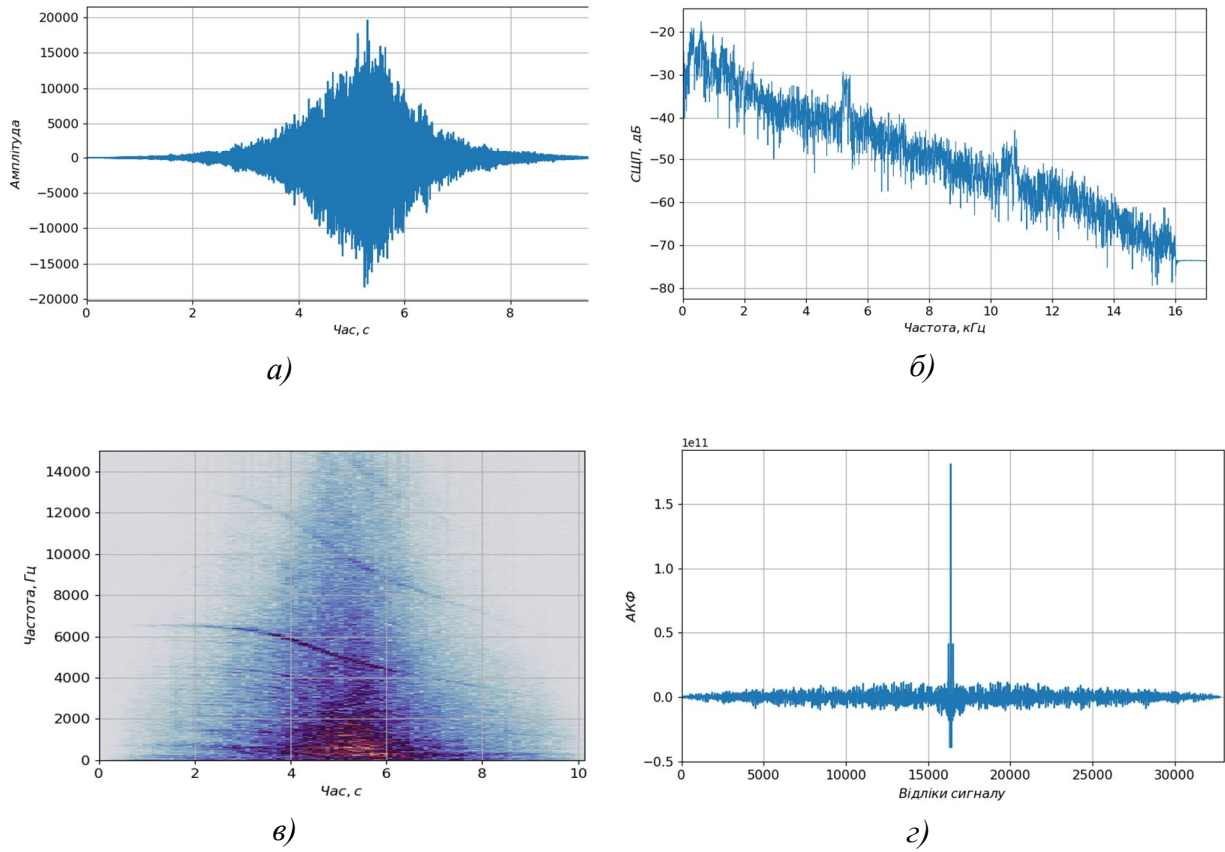 20000
15000
10000
5000
0
−5000
−10000
−15000
−20000
Амплітуда
0 2 4 6 8
Час, с
а)
−20
−30
−40
−50
−60
−70
−80
СЩП, дБ
0 2 4 6 8 10 12 14 16
Частота, кГц
б)
14000
12000
10000
8000
6000
4000
2000
0
Частота, Гц
0 2 4 6 8 10
Час, с
в)
1e11
1.5
1.0
0.5
0.0
−0.5
АКФ
0 5000 10000 15000 20000 25000 30000
Відліки сигналу
г)